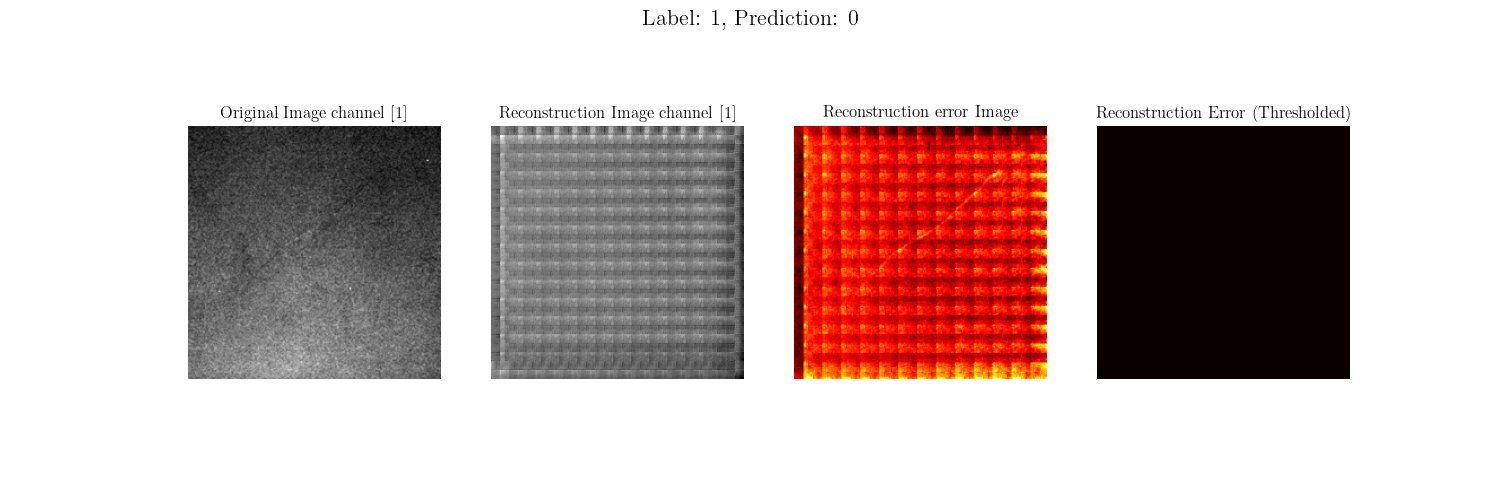 Label: 1, Prediction: 0
Original Image channel [1]
Reconstruction Image channel [1]
Reconstruction error Image
Reconstruction Error (Thresholded)